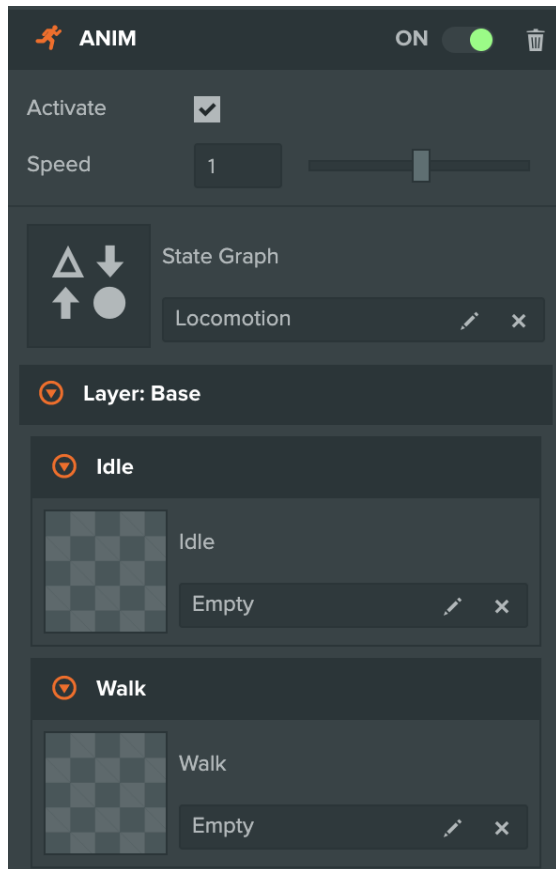 ANIM ON
Activate
Speed 1
State Graph
Locomotion
Layer: Base
Idle
Idle
Empty
Walk
Walk
Empty